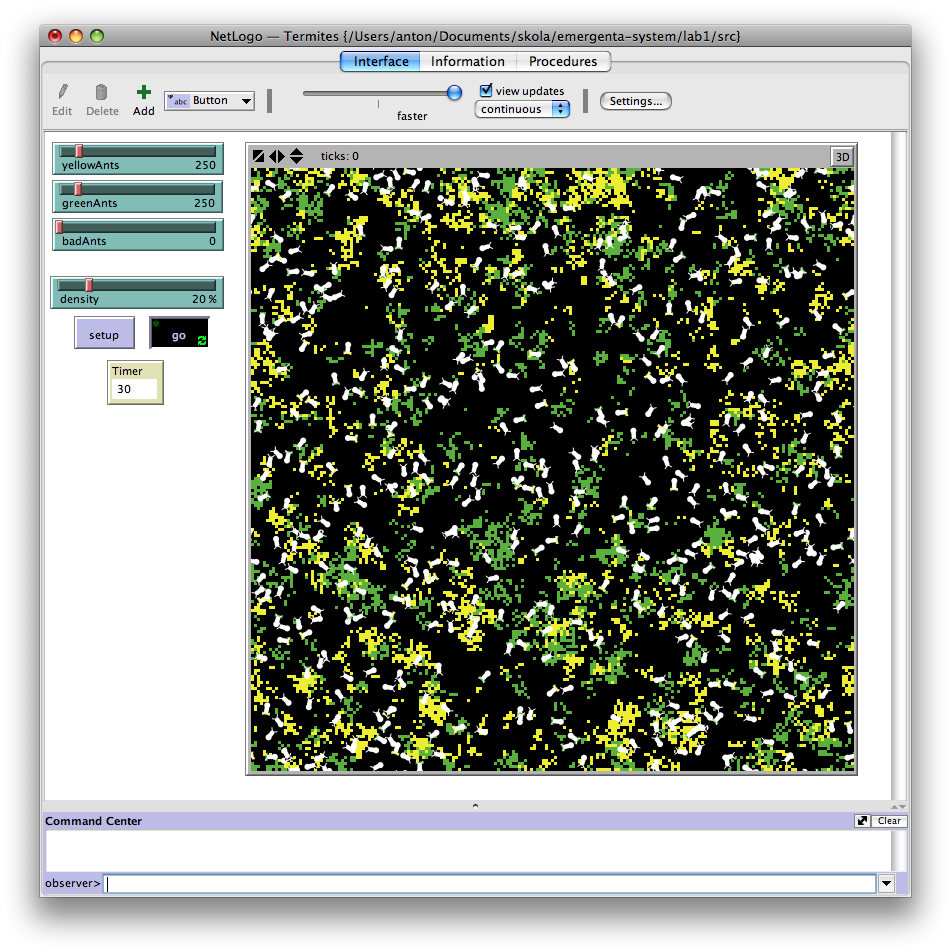 NetLogo — Termites {/Users/anton/Documents/skola/emergenta-system/lab1/src}
Interface Information Procedures
Edit Delete Add abc Button faster view updates continuous Settings...
yellowAnts 250
greenAnts 250
badAnts 0
density 20 %
setup go
Timer
30
ticks: 0 3D
Command Center Clear
observer>